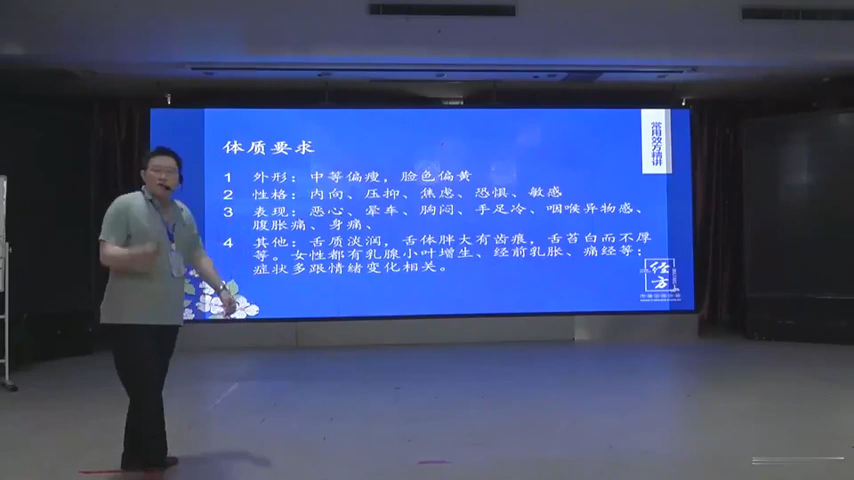 体质要求
常用效方精讲
1 外形：中等偏瘦，脸色偏黄
2 性格：内向、压抑、焦虑、恐惧、敏感
3 表现：恶心、晕车、胸闷、手足冷、咽喉异物感、
腹胀痛、身痛、
4 其他：舌质淡润，舌体胖大有齿痕，舌苔白而不厚
等。女性都有乳腺小叶增生、经前乳胀、痛经等；
症状多跟情绪变化相关。
经方